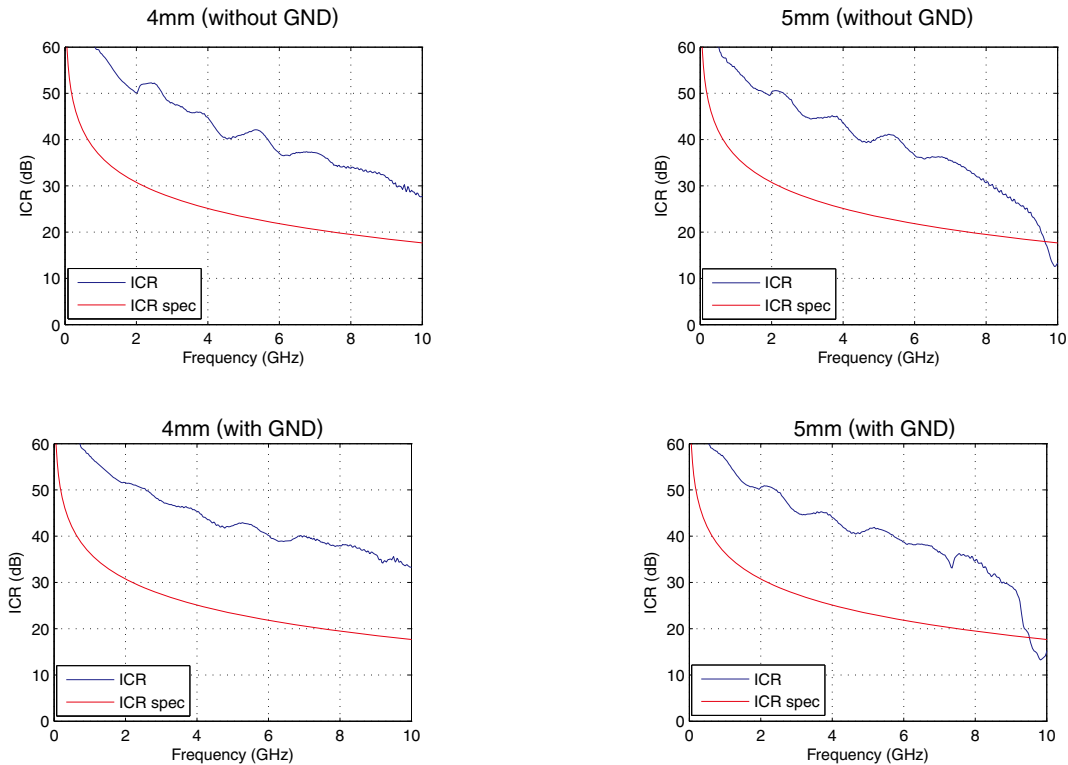 4mm (without GND)
60
50
40
30
20
10
0
ICR (dB)
ICR
ICR spec
0 2 4 6 8 10
Frequency (GHz)
5mm (without GND)
60
50
40
30
20
10
0
ICR (dB)
ICR
ICR spec
0 2 4 6 8 10
Frequency (GHz)
4mm (with GND)
60
50
40
30
20
10
0
ICR (dB)
ICR
ICR spec
0 2 4 6 8 10
Frequency (GHz)
5mm (with GND)
60
50
40
30
20
10
0
ICR (dB)
ICR
ICR spec
0 2 4 6 8 10
Frequency (GHz)